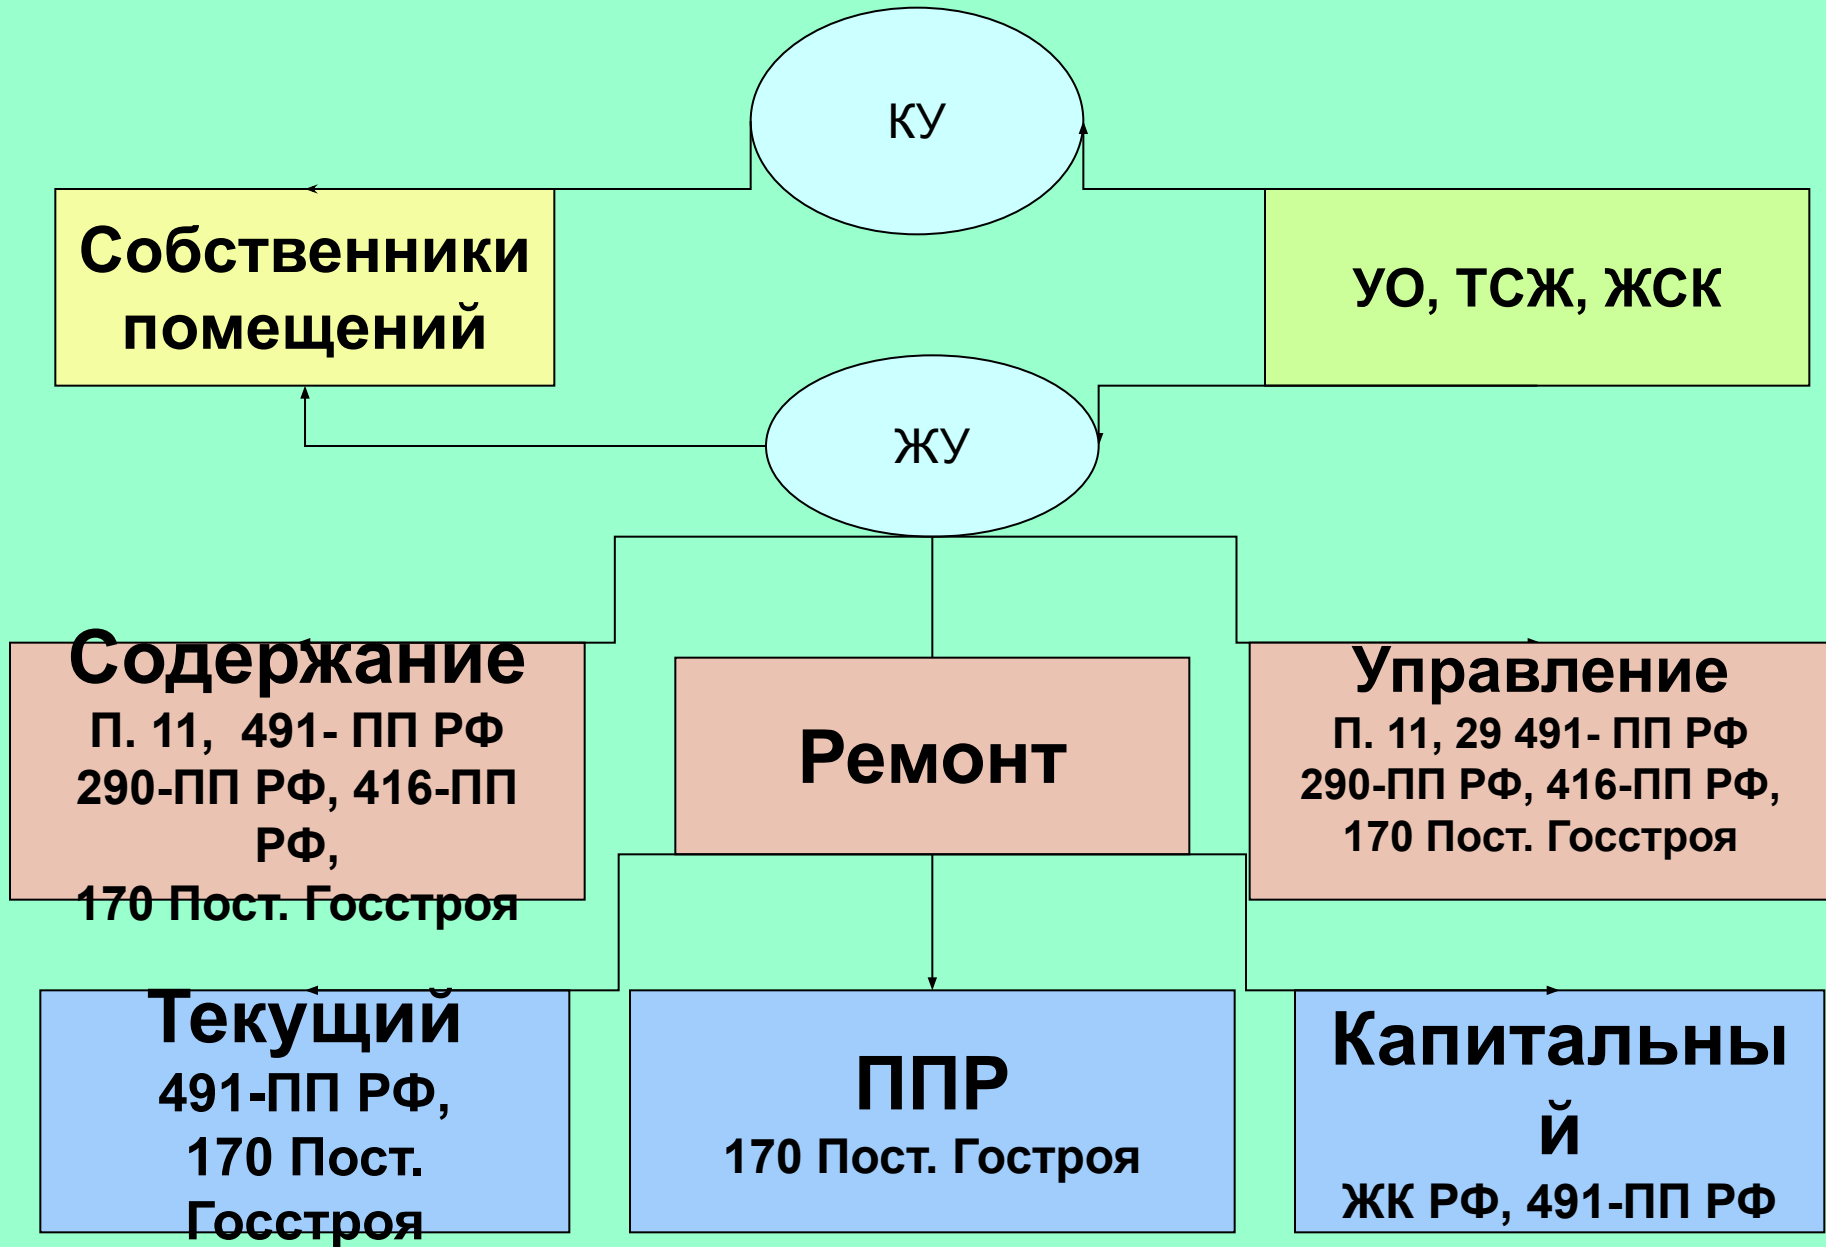 КУ
Собственники
помещений
УО, ТСЖ, ЖСК
ЖУ
Содержание
П. 11, 491- ПП РФ
290-ПП РФ, 416-ПП
РФ,
170 Пост. Госстроя
Ремонт
Управление
П. 11, 29 491- ПП РФ
290-ПП РФ, 416-ПП РФ,
170 Пост. Госстроя
Текущий
491-ПП РФ,
170 Пост.
Госстроя
ППР
170 Пост. Гостроя
Капитальны
й
ЖК РФ, 491-ПП РФ